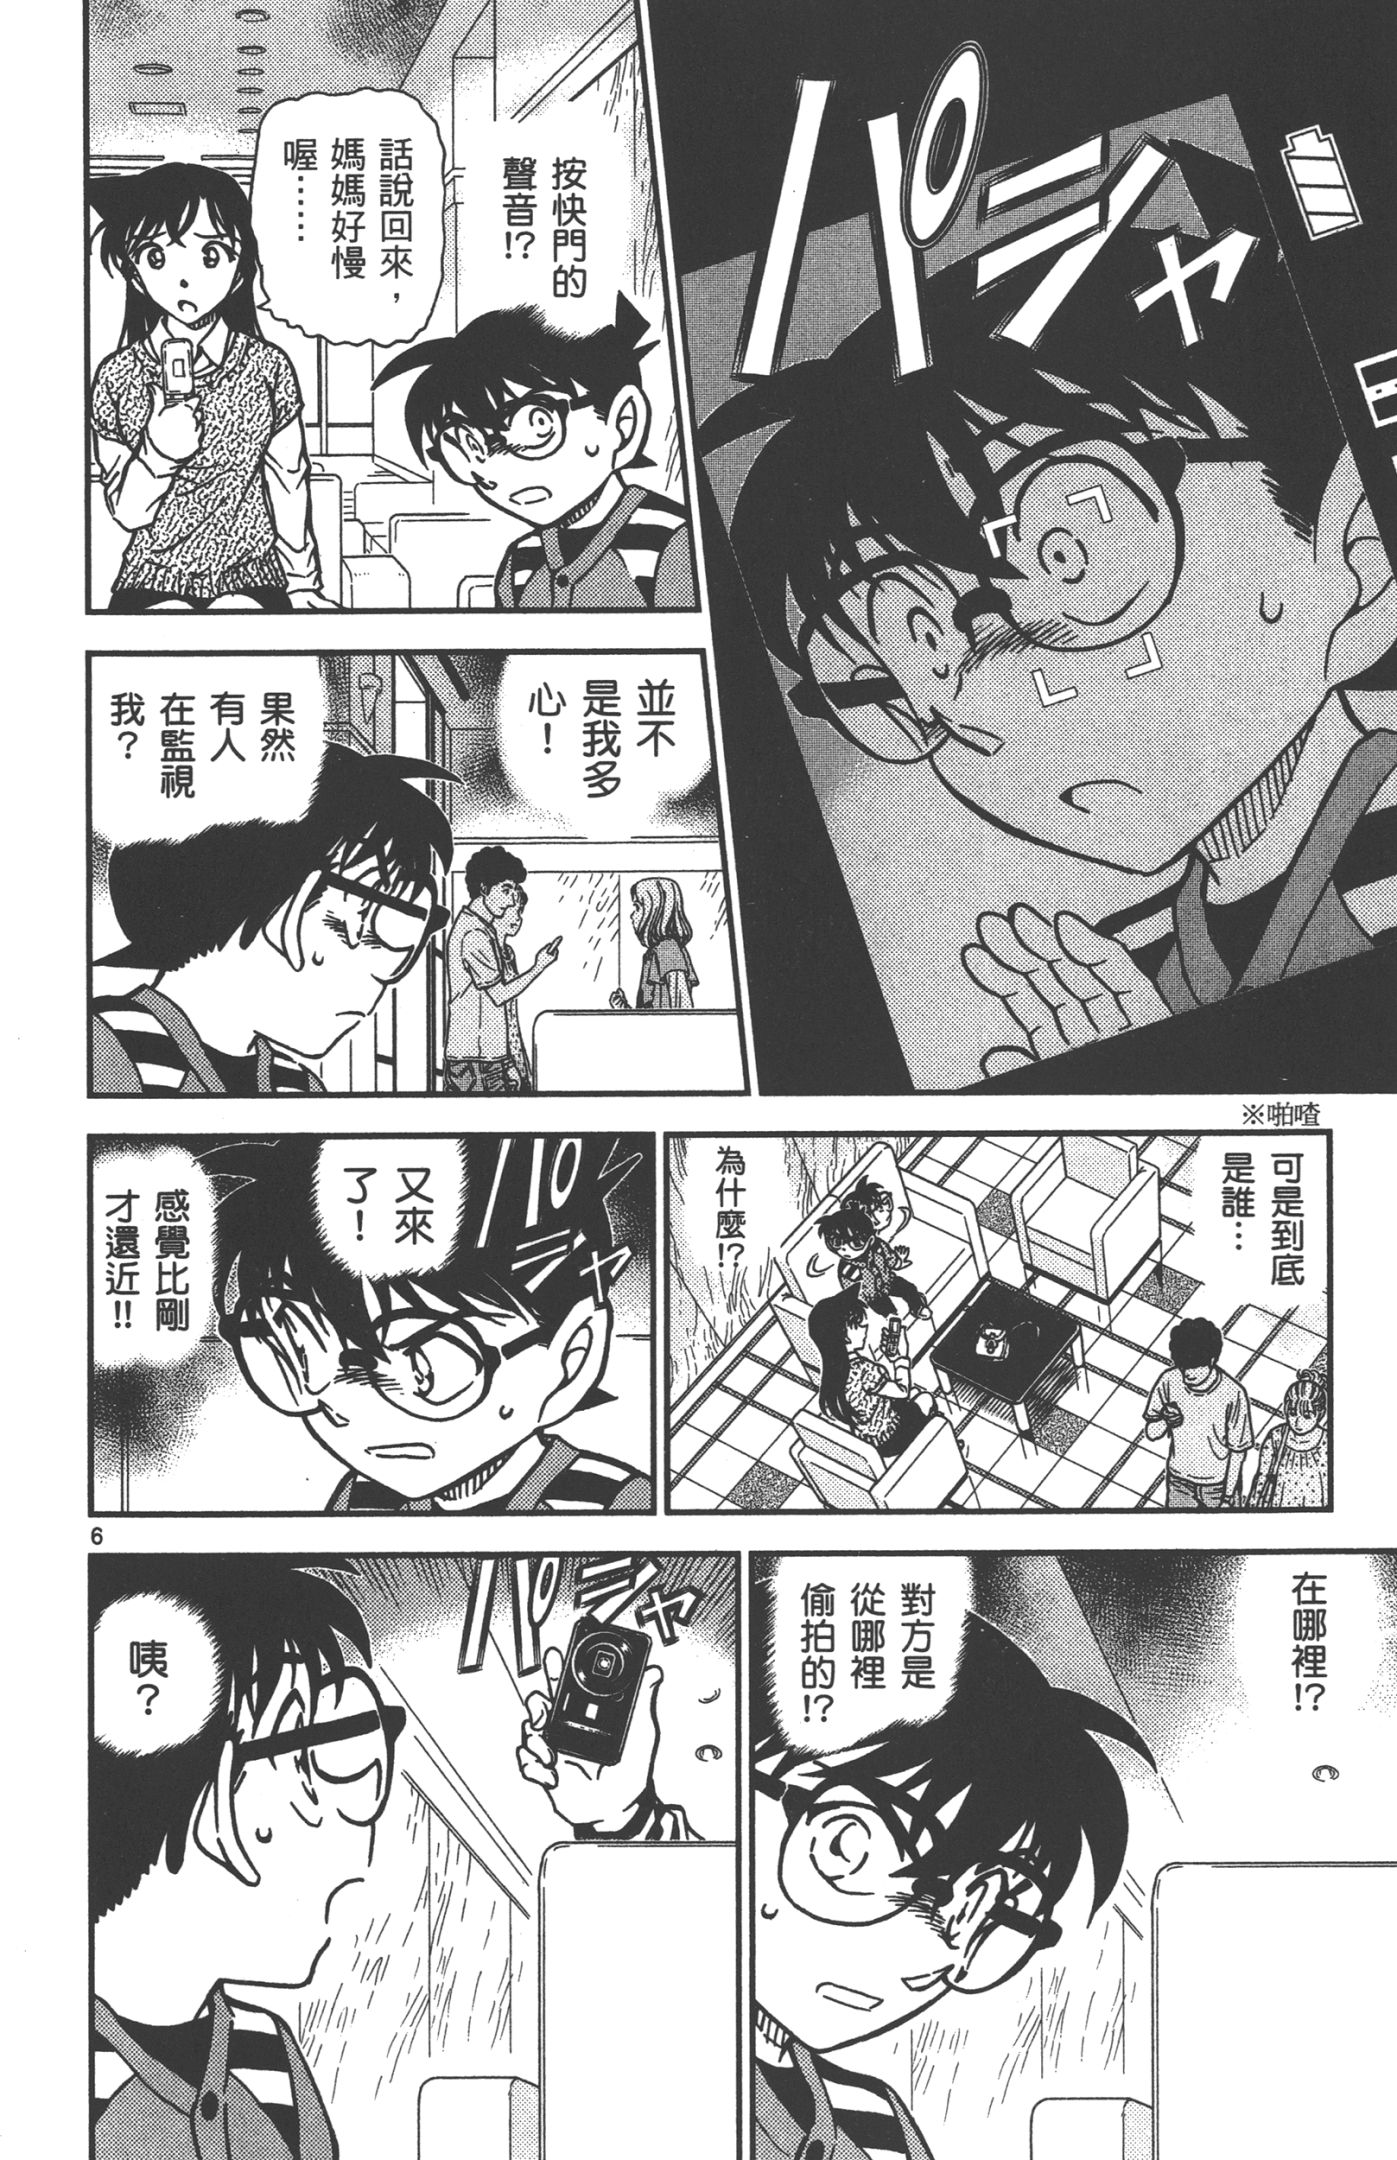 パシャ
※啪喳
按快門的
聲音!?
話說回來，
媽媽好慢
喔……
並不
是我多
心！
果然
有人
在監視
我？
可是到底
是誰…
為什麼!?
パシャ
又來
了！
感覺比剛
才還近!!
在哪裡!?
對方是
從哪裡
偷拍的!?
パシャ
咦？
6